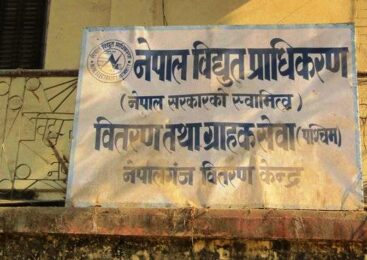 नेपाल विद्युत प्राधिकरण
(नेपाल सरकारको स्वामित्व)
वितरण तथा ग्राहक सेवा (पश्चिम)
नेपालगंज वितरण केन्द्र